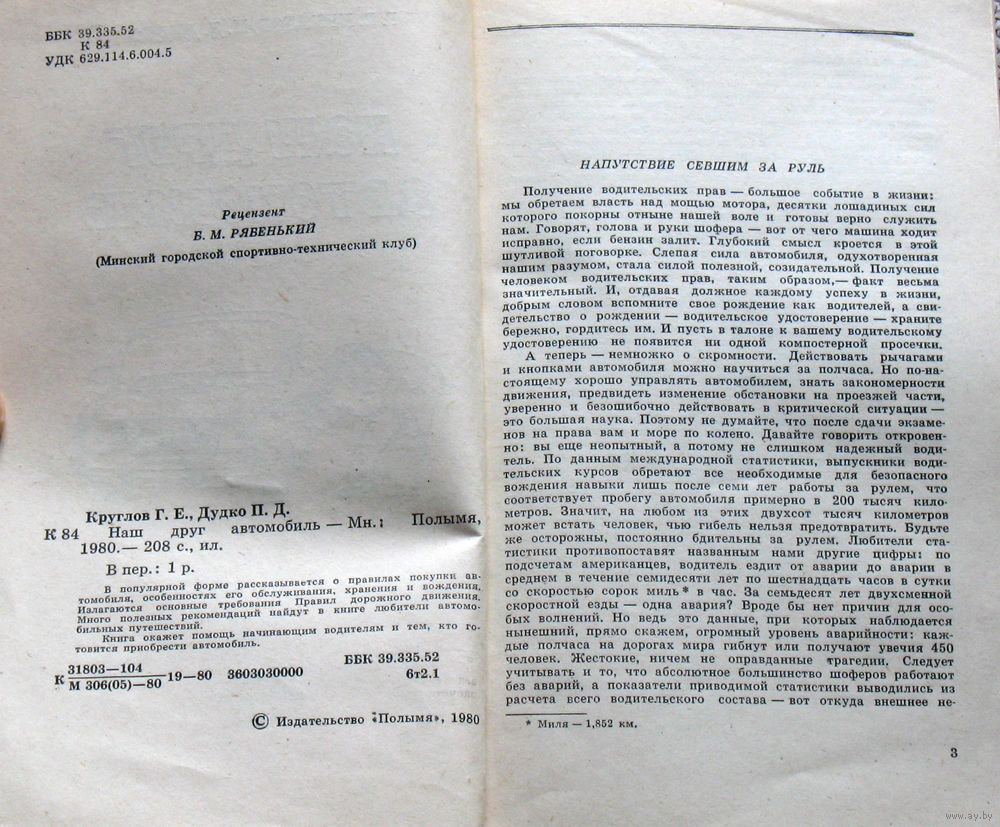 ББК 39.335.52
К 84
УДК 629.114.6.004.5
Рецензент
Б. М. РЯБЕНЬКИЙ
(Минский городской спортивно-технический клуб)
Круглов Г. Е., Дудко П. Д.
К 84 Наш друг автомобиль — Мн.: Полымя,
1980.— 208 с., ил.
В пер.: 1 р.
В популярной форме рассказывается о правилах покупки ав-
томобиля, особенностях его обслуживания, хранения и вождения.
Излагаются основные требования Правил дорожного движения.
Много полезных рекомендаций найдут в книге любители автомо-
бильных путешествий.
Книга окажет помощь начинающим водителям и тем, кто го-
товится приобрести автомобиль.
К 31803—104
М 306(05)—80 19—80 3603030000
ББК 39.335.52
6т2.1
© Издательство «Полымя», 1980
НАПУТСТВИЕ СЕВШИМ ЗА РУЛЬ
Получение водительских прав — большое событие в жизни:
мы обретаем власть над мощью мотора, десятки лошадиных сил
которого покорны отныне нашей воле и готовы верно служить
нам. Говорят, голова и руки шофера — вот от чего машина ходит
исправно, если бензин залит. Глубокий смысл кроется в этой
шутливой поговорке. Слепая сила автомобиля, одухотворенная
нашим разумом, стала силой полезной, созидательной. Получение
человеком водительских прав, таким образом,— факт весьма
значительный. И, отдавая должное каждому успеху в жизни,
добрым словом вспомните свое рождение как водителей, а сви-
детельство о рождении — водительское удостоверение — храните
бережно, гордитесь им. И пусть в талоне к вашему водительскому
удостоверению не появится ни одной компостерной просечки.
А теперь — немножко о скромности. Действовать рычагами
и кнопками автомобиля можно научиться за полчаса. Но по-на-
стоящему хорошо управлять автомобилем, знать закономерности
движения, предвидеть изменение обстановки на проезжей части,
уверенно и безошибочно действовать в критической ситуации —
это большая наука. Поэтому не думайте, что после сдачи экзаме-
нов на права вам и море по колено. Давайте говорить откровен-
но: вы еще неопытный, а потому не слишком надежный води-
тель. По данным международной статистики, выпускники води-
тельских курсов обретают все необходимые для безопасного
вождения навыки лишь после семи лет работы за рулем, что
соответствует пробегу автомобиля примерно в 200 тысяч кило-
метров. Значит, на любом из этих двухсот тысяч километров
может встать человек, чью гибель нельзя предотвратить. Будьте
же осторожны, постоянно бдительны за рулем. Любители ста-
тистики противопоставят названным нами другие цифры: по
подсчетам американцев, водитель ездит от аварии до аварии в
среднем в течение семидесяти лет по шестнадцать часов в сутки
со скоростью сорок миль* в час. За семьдесят лет двухсменной
скоростной езды — одна авария? Вроде бы нет причин для осо-
бых волнений. Но ведь это данные, при которых наблюдается
нынешний, прямо скажем, огромный уровень аварийности: каж-
дые полчаса на дорогах мира гибнут или получают увечия 450
человек. Жестокие, ничем не оправданные трагедии. Следует
учитывать и то, что абсолютное большинство шоферов работают
без аварий, а показатели приводимой статистики выводились из
расчета всего водительского состава — вот откуда внешнее не-
* Миля — 1,852 км.
3
www.ay.by